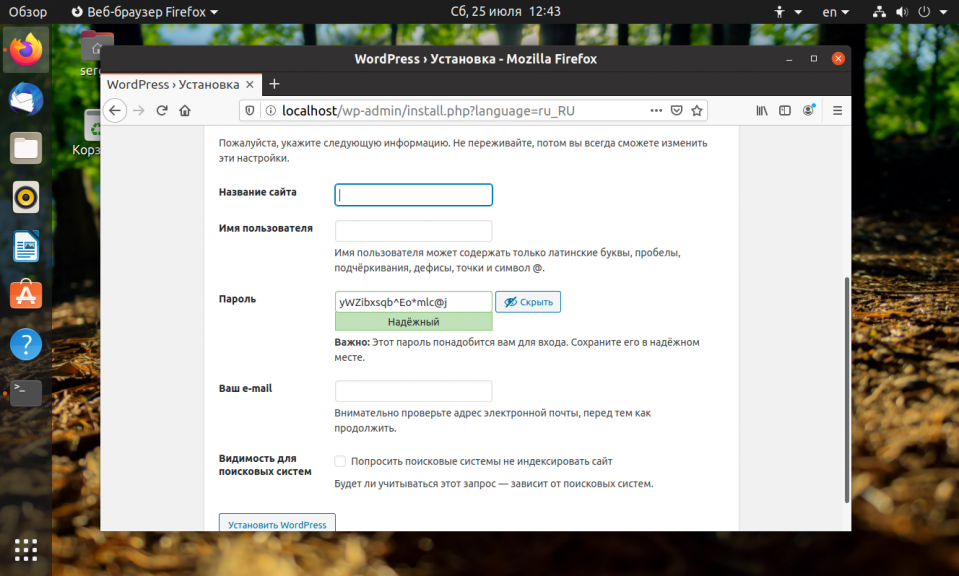 Обзор
Веб-браузер Firefox
Сб, 25 июля 12:43
en
WordPress › Установка - Mozilla Firefox
WordPress › Установка
localhost/wp-admin/install.php?language=ru_RU
Пожалуйста, укажите следующую информацию. Не переживайте, потом вы всегда сможете изменить
эти настройки.
Название сайта
Имя пользователя
Имя пользователя может содержать только латинские буквы, пробелы,
подчёркивания, дефисы, точки и символ @.
Пароль
yWZibxsqb^Eo*mlc@j
Скрыть
Надёжный
Важно: Этот пароль понадобится вам для входа. Сохраните его в надёжном
месте.
Ваш e-mail
Внимательно проверьте адрес электронной почты, перед тем как
продолжить.
Видимость для
поисковых систем
Попросить поисковые системы не индексировать сайт
Будет ли учитываться этот запрос — зависит от поисковых систем.
Установить WordPress